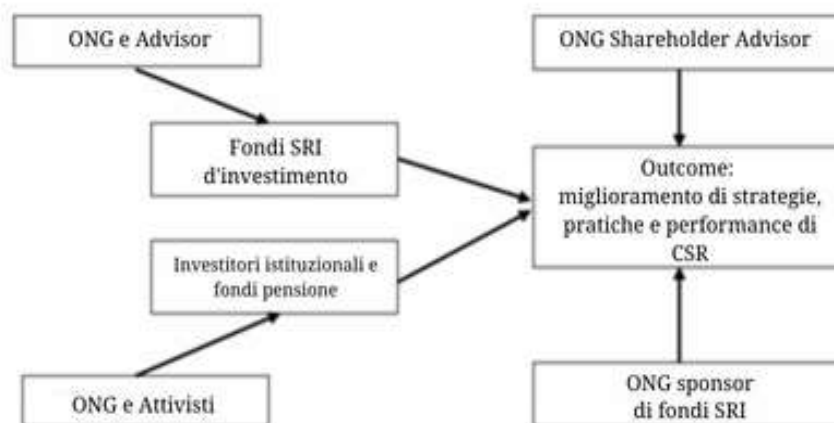 ONG e Advisor
ONG Shareholder Advisor
Fondi SRI
d'investimento
Outcome:
miglioramento di strategie,
pratiche e performance di
CSR
Investitori istituzionali e
fondi pensione
ONG e Attivisti
ONG sponsor
di fondi SRI